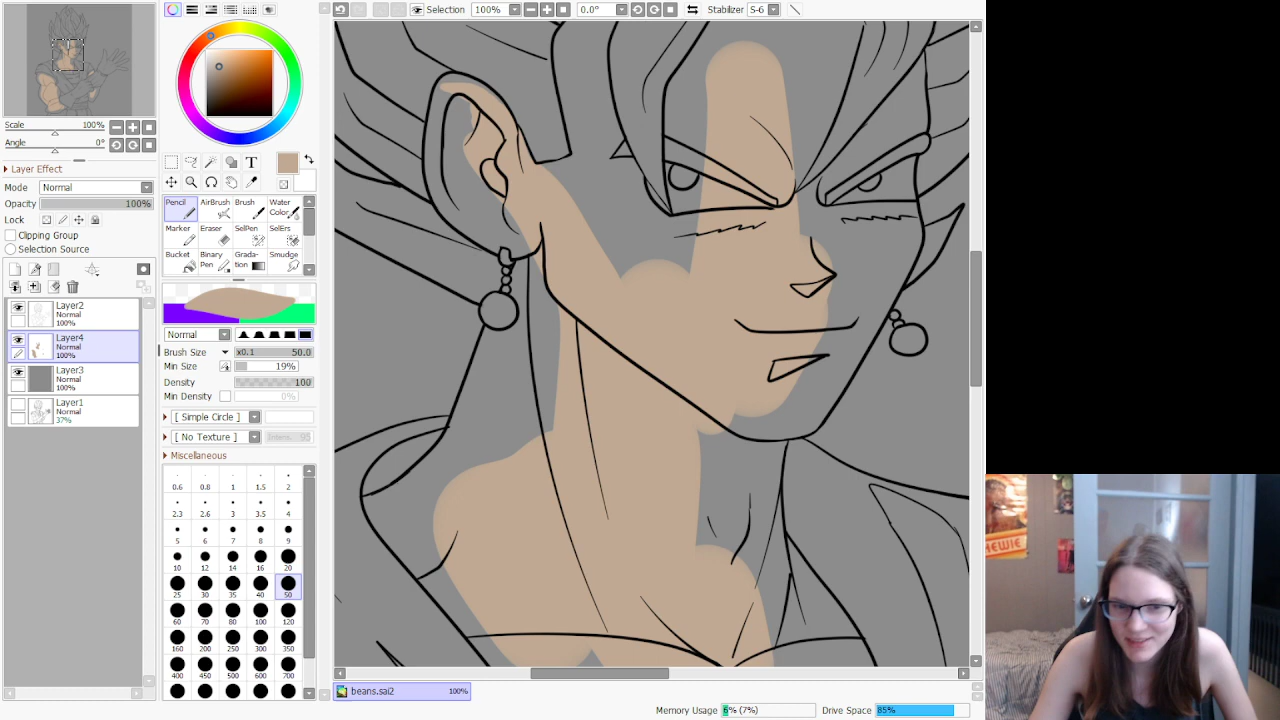 Selection
100%
0.0°
Stabilizer S-6
Scale
100%
Angle
0°
Layer Effect
Mode Normal
Opacity 100%
Lock
Clipping Group
Selection Source
Layer2
Normal
100%
Layer4
Normal
100%
Layer3
Normal
100%
Layer1
Normal
37%
T
Pencil AirBrush Brush Water Color
Marker Eraser SelPen SelErs
Bucket Binary Pen Gradation Smudge
Normal
Brush Size x0.1 50.0
Min Size 19%
Density 100
Min Density 0%
[ Simple Circle ]
[ No Texture ] 95
Miscellaneous
0.6 0.8 1 1.5 2
2.3 2.6 3 3.5 4
5 6 7 8 9
10 12 14 16 20
25 30 35 40 50
60 70 80 100 120
160 200 250 300 350
400 450 500 600 700
beans.sai2 100%
Memory Usage 6% (7%) Drive Space 85%
HEWIE